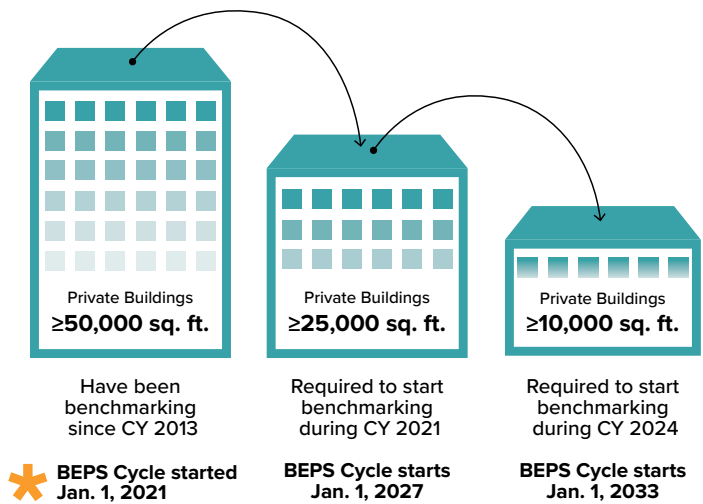 Private Buildings
≥50,000 sq. ft.
Have been
benchmarking
since CY 2013
BEPS Cycle started
Jan. 1, 2021
Private Buildings
≥25,000 sq. ft.
Required to start
benchmarking
during CY 2021
BEPS Cycle starts
Jan. 1, 2027
Private Buildings
≥10,000 sq. ft.
Required to start
benchmarking
during CY 2024
BEPS Cycle starts
Jan. 1, 2033